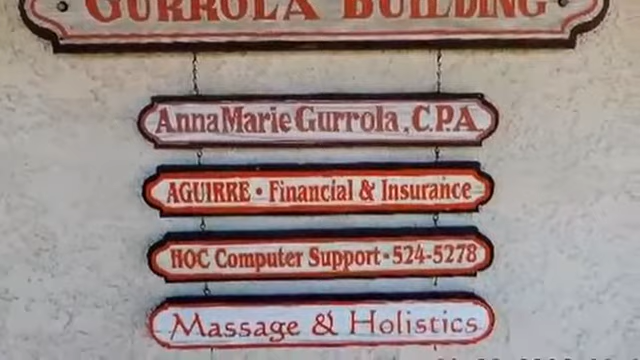 GURROLA BUILDING
AnnaMarie Gurrola, C.P.A
AGUIRRE • Financial & Insurance
HOC Computer Support • 524-5278
Massage & Holistics